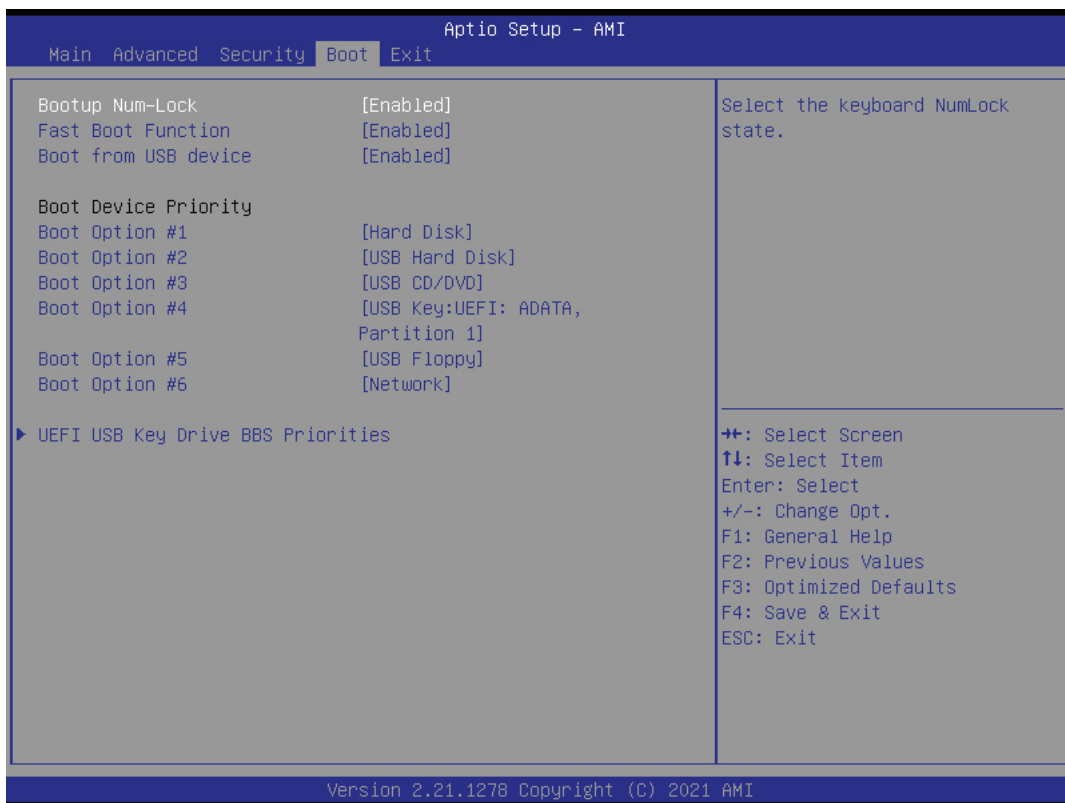 Aptio Setup – AMI
Main Advanced Security Boot Exit
Bootup Num-Lock [Enabled]
Fast Boot Function [Enabled]
Boot from USB device [Enabled]
Boot Device Priority
Boot Option #1 [Hard Disk]
Boot Option #2 [USB Hard Disk]
Boot Option #3 [USB CD/DVD]
Boot Option #4 [USB Key:UEFI: ADATA,
Partition 1]
Boot Option #5 [USB Floppy]
Boot Option #6 [Network]
▶ UEFI USB Key Drive BBS Priorities
Select the keyboard NumLock
state.
→←: Select Screen
↑↓: Select Item
Enter: Select
+/-: Change Opt.
F1: General Help
F2: Previous Values
F3: Optimized Defaults
F4: Save & Exit
ESC: Exit
Version 2.21.1278 Copyright (C) 2021 AMI